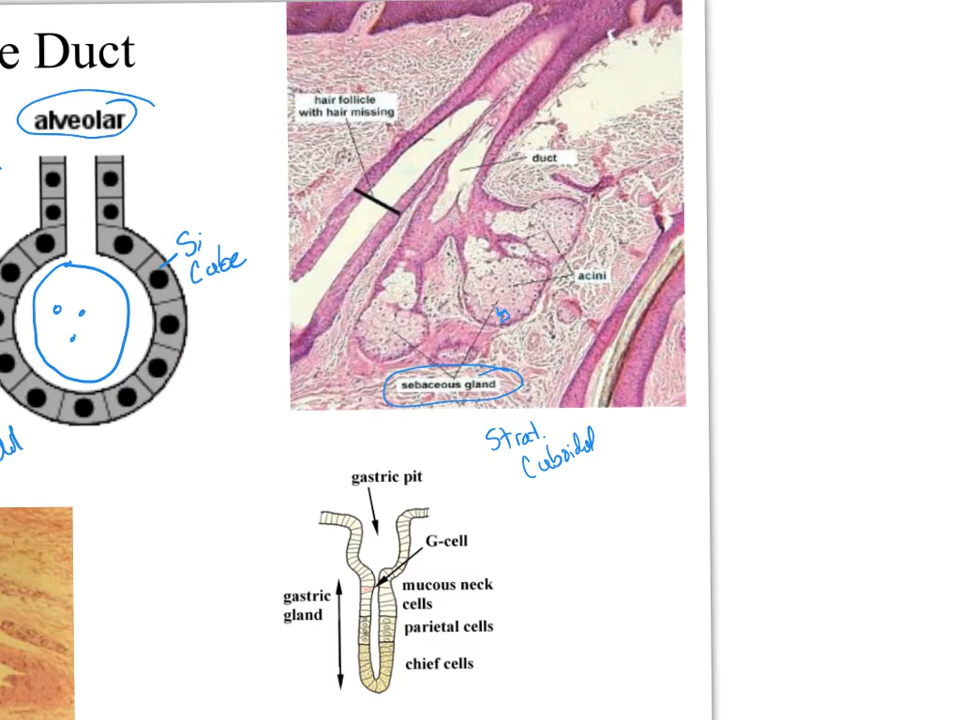 e Duct
alveolar
Si
Cube
hair follicle
with hair missing
duct
acini
sebaceous gland
Strat.
Cuboidal
gastric pit
G-cell
gastric
gland
mucous neck
cells
parietal cells
chief cells